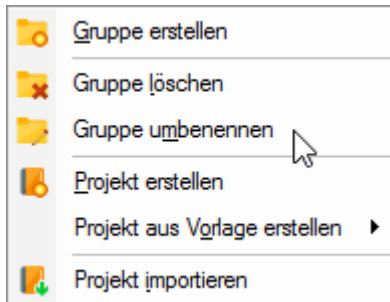 Gruppe erstellen
Gruppe löschen
Gruppe umbenennen
Projekt erstellen
Projekt aus Vorlage erstellen
Projekt importieren